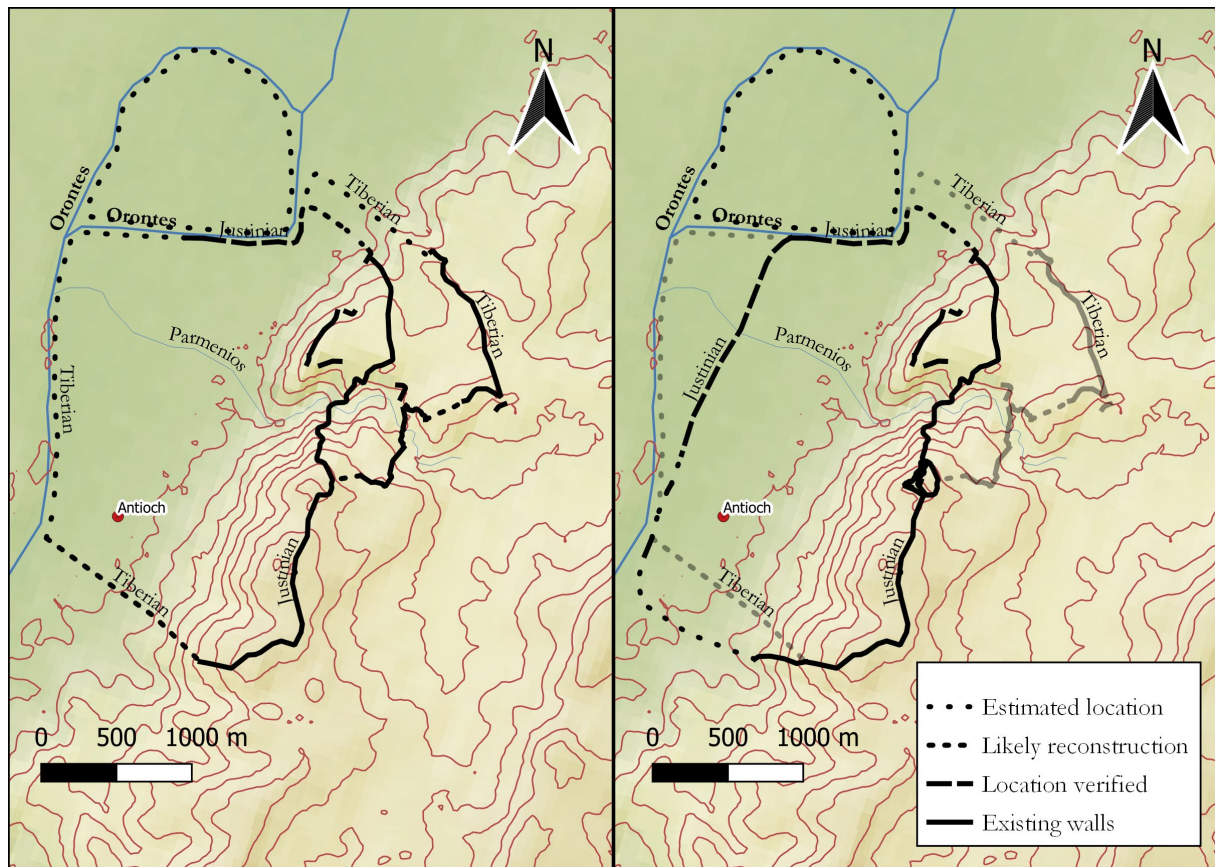 N
Orontes
Orontes
Justinian
Tiberian
Tiberian
Parmenios
Tiberian
Antioch
Tiberian
Justinian
0 500 1000 m
N
Orontes
Orontes
Justinian
Tiberian
Tiberian
Parmenios
Justinian
Antioch
Tiberian
Justinian
0 500 1000 m
Estimated location
Likely reconstruction
Location verified
Existing walls